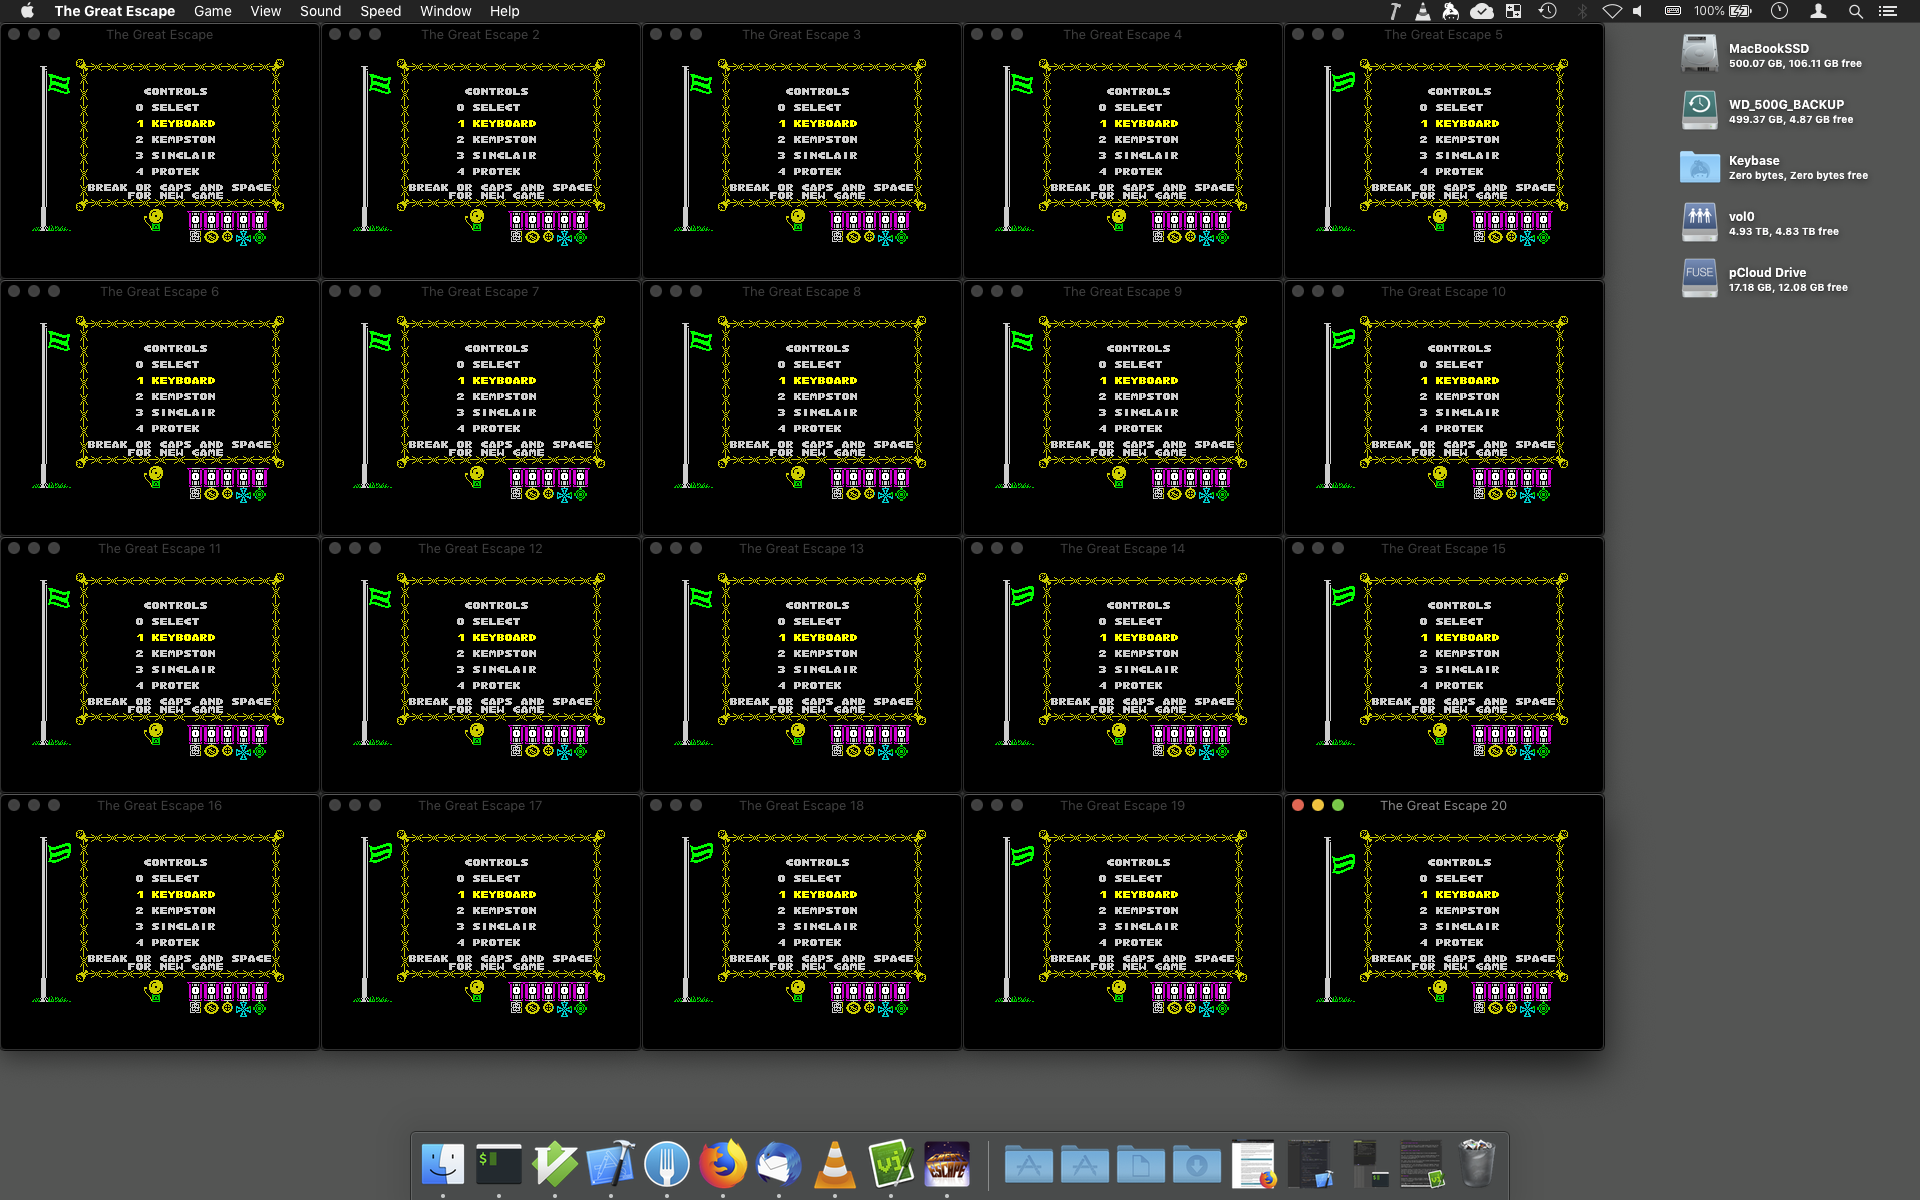 The Great Escape Game View Sound Speed Window Help 100%
The Great Escape
CONTROLS
0 SELECT
1 KEYBOARD
2 KEMPSTON
3 SINCLAIR
4 PROTEK
BREAK OR CAPS AND SPACE
FOR NEW GAME
00000
The Great Escape 2
CONTROLS
0 SELECT
1 KEYBOARD
2 KEMPSTON
3 SINCLAIR
4 PROTEK
BREAK OR CAPS AND SPACE
FOR NEW GAME
00000
The Great Escape 3
CONTROLS
0 SELECT
1 KEYBOARD
2 KEMPSTON
3 SINCLAIR
4 PROTEK
BREAK OR CAPS AND SPACE
FOR NEW GAME
00000
The Great Escape 4
CONTROLS
0 SELECT
1 KEYBOARD
2 KEMPSTON
3 SINCLAIR
4 PROTEK
BREAK OR CAPS AND SPACE
FOR NEW GAME
00000
The Great Escape 5
CONTROLS
0 SELECT
1 KEYBOARD
2 KEMPSTON
3 SINCLAIR
4 PROTEK
BREAK OR CAPS AND SPACE
FOR NEW GAME
00000
The Great Escape 6
CONTROLS
0 SELECT
1 KEYBOARD
2 KEMPSTON
3 SINCLAIR
4 PROTEK
BREAK OR CAPS AND SPACE
FOR NEW GAME
00000
The Great Escape 7
CONTROLS
0 SELECT
1 KEYBOARD
2 KEMPSTON
3 SINCLAIR
4 PROTEK
BREAK OR CAPS AND SPACE
FOR NEW GAME
00000
The Great Escape 8
CONTROLS
0 SELECT
1 KEYBOARD
2 KEMPSTON
3 SINCLAIR
4 PROTEK
BREAK OR CAPS AND SPACE
FOR NEW GAME
00000
The Great Escape 9
CONTROLS
0 SELECT
1 KEYBOARD
2 KEMPSTON
3 SINCLAIR
4 PROTEK
BREAK OR CAPS AND SPACE
FOR NEW GAME
00000
The Great Escape 10
CONTROLS
0 SELECT
1 KEYBOARD
2 KEMPSTON
3 SINCLAIR
4 PROTEK
BREAK OR CAPS AND SPACE
FOR NEW GAME
00000
The Great Escape 11
CONTROLS
0 SELECT
1 KEYBOARD
2 KEMPSTON
3 SINCLAIR
4 PROTEK
BREAK OR CAPS AND SPACE
FOR NEW GAME
00000
The Great Escape 12
CONTROLS
0 SELECT
1 KEYBOARD
2 KEMPSTON
3 SINCLAIR
4 PROTEK
BREAK OR CAPS AND SPACE
FOR NEW GAME
00000
The Great Escape 13
CONTROLS
0 SELECT
1 KEYBOARD
2 KEMPSTON
3 SINCLAIR
4 PROTEK
BREAK OR CAPS AND SPACE
FOR NEW GAME
00000
The Great Escape 14
CONTROLS
0 SELECT
1 KEYBOARD
2 KEMPSTON
3 SINCLAIR
4 PROTEK
BREAK OR CAPS AND SPACE
FOR NEW GAME
00000
The Great Escape 15
CONTROLS
0 SELECT
1 KEYBOARD
2 KEMPSTON
3 SINCLAIR
4 PROTEK
BREAK OR CAPS AND SPACE
FOR NEW GAME
00000
The Great Escape 16
CONTROLS
0 SELECT
1 KEYBOARD
2 KEMPSTON
3 SINCLAIR
4 PROTEK
BREAK OR CAPS AND SPACE
FOR NEW GAME
00000
The Great Escape 17
CONTROLS
0 SELECT
1 KEYBOARD
2 KEMPSTON
3 SINCLAIR
4 PROTEK
BREAK OR CAPS AND SPACE
FOR NEW GAME
00000
The Great Escape 18
CONTROLS
0 SELECT
1 KEYBOARD
2 KEMPSTON
3 SINCLAIR
4 PROTEK
BREAK OR CAPS AND SPACE
FOR NEW GAME
00000
The Great Escape 19
CONTROLS
0 SELECT
1 KEYBOARD
2 KEMPSTON
3 SINCLAIR
4 PROTEK
BREAK OR CAPS AND SPACE
FOR NEW GAME
00000
The Great Escape 20
CONTROLS
0 SELECT
1 KEYBOARD
2 KEMPSTON
3 SINCLAIR
4 PROTEK
BREAK OR CAPS AND SPACE
FOR NEW GAME
00000
MacBookSSD
500.07 GB, 106.11 GB free
WD_500G_BACKUP
499.37 GB, 4.87 GB free
Keybase
Zero bytes, Zero bytes free
vol0
4.93 TB, 4.83 TB free
FUSE
pCloud Drive
17.18 GB, 12.08 GB free
$
Vi
ESCAPE